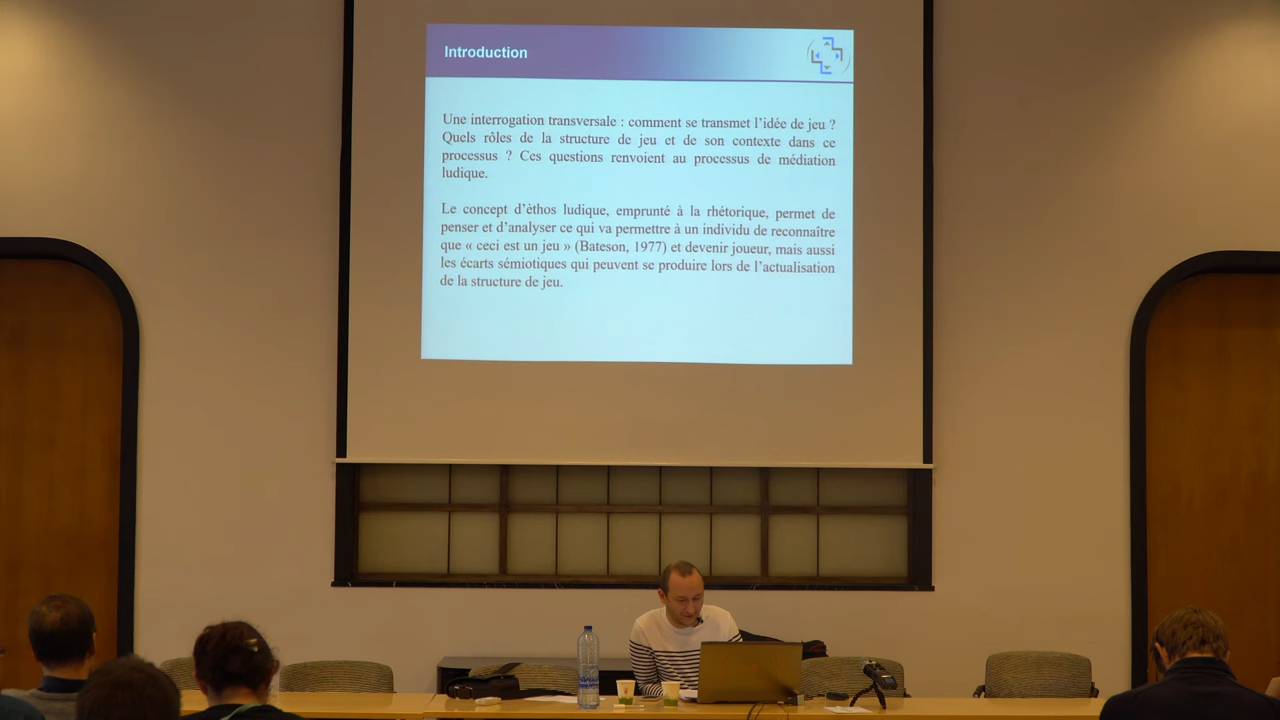 Introduction
Une interrogation transversale : comment se transmet l’idée de jeu ?
Quels rôles de la structure de jeu et de son contexte dans ce
processus ? Ces questions renvoient au processus de médiation
ludique.
Le concept d’èthos ludique, emprunté à la rhétorique, permet de
penser et d’analyser ce qui va permettre à un individu de reconnaître
que « ceci est un jeu » (Bateson, 1977) et devenir joueur, mais aussi
les écarts sémiotiques qui peuvent se produire lors de l’actualisation
de la structure de jeu.